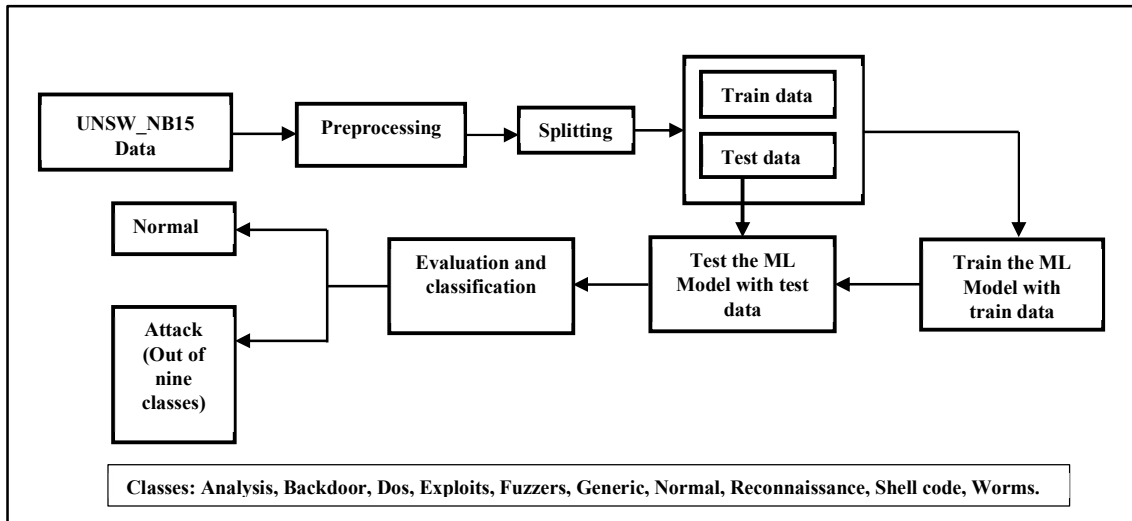 UNSW_NB15
Data
Preprocessing
Splitting
Train data
Test data
Normal
Evaluation and
classification
Test the ML
Model with test
data
Train the ML
Model with
train data
Attack
(Out of
nine
classes)
Classes: Analysis, Backdoor, Dos, Exploits, Fuzzers, Generic, Normal, Reconnaissance, Shell code, Worms.